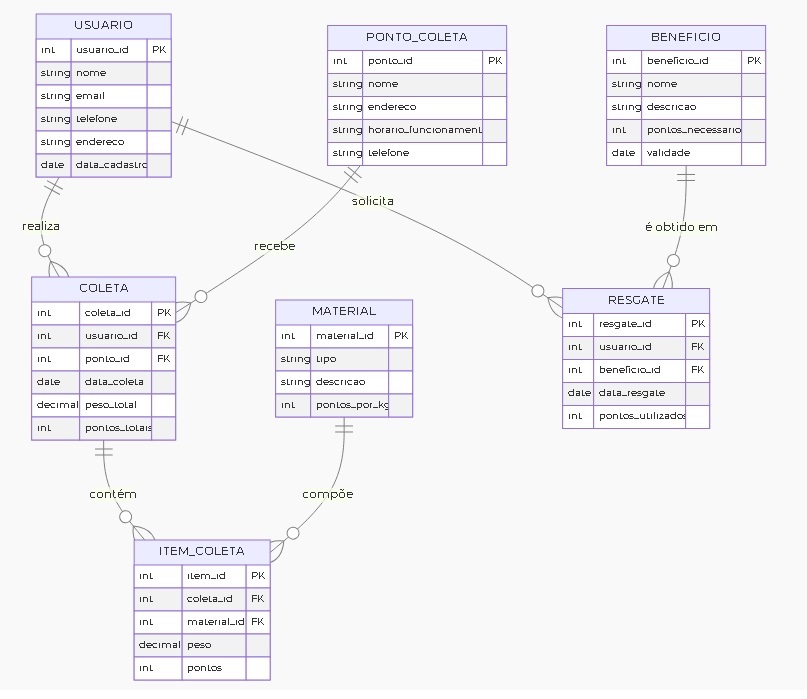 USUARIO
int usuario_id PK
string nome
string email
string telefone
string endereco
date data_cadastro
PONTO_COLETA
int ponto_id PK
string nome
string endereco
string horario_funcionament
string telefone
BENEFICIO
int beneficio_id PK
string nome
string descricao
int pontos_necessario
date validade
realiza
recebe
solicita
é obtido em
COLETA
int coleta_id PK
int usuario_id FK
int ponto_id FK
date data_coleta
decimal peso_total
int pontos_totais
MATERIAL
int material_id PK
string tipo
string descricao
int pontos_por_kg
RESGATE
int resgate_id PK
int usuario_id FK
int beneficio_id FK
date data_resgate
int pontos_utilizados
contém
compõe
ITEM_COLETA
int item_id PK
int coleta_id FK
int material_id FK
decimal peso
int pontos